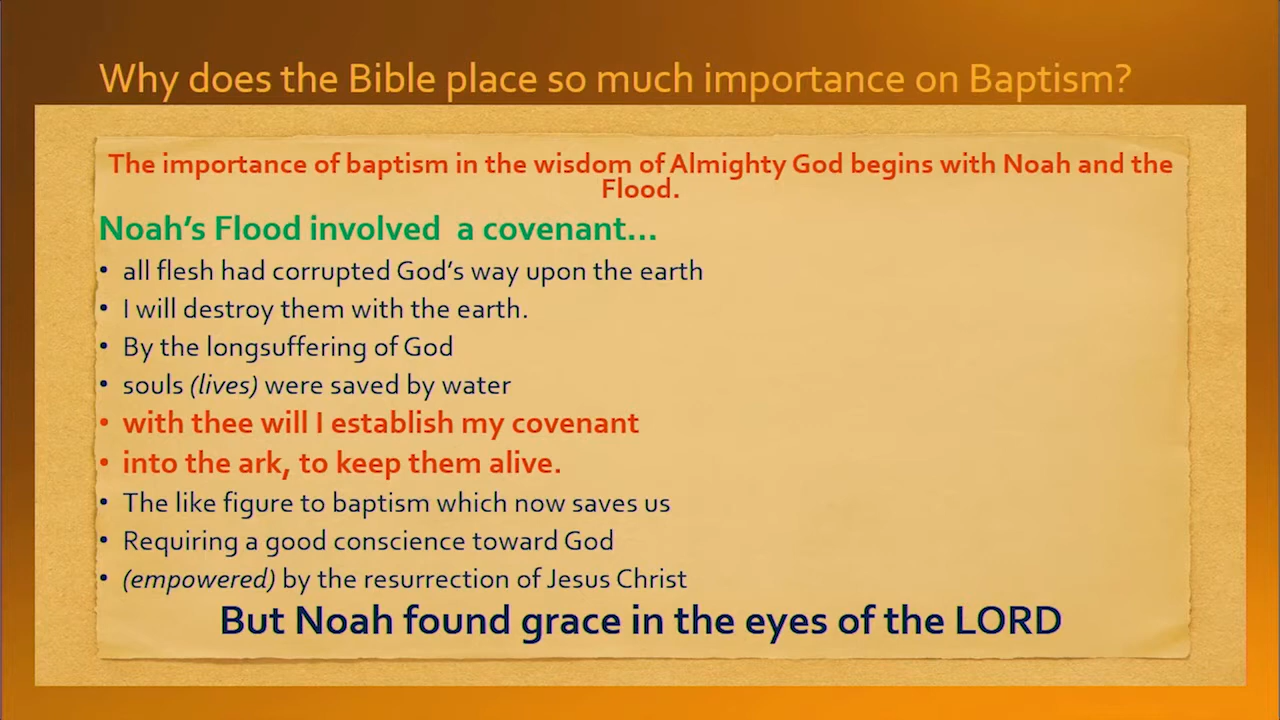 Why does the Bible place so much importance on Baptism?
The importance of baptism in the wisdom of Almighty God begins with Noah and the
Flood.
Noah's Flood involved  a covenant...
• all flesh had corrupted God's way upon the earth
• I will destroy them with the earth.
• By the longsuffering of God
• souls (lives) were saved by water
• with thee will I establish my covenant
• into the ark, to keep them alive.
• The like figure to baptism which now saves us
• Requiring a good conscience toward God
• (empowered) by the resurrection of Jesus Christ
But Noah found grace in the eyes of the LORD